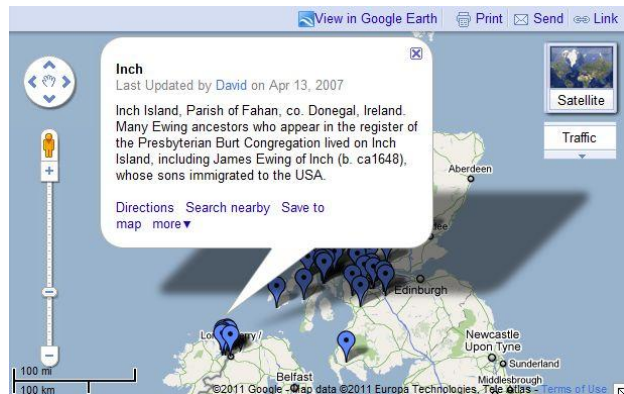 View in Google Earth Print Send Link
Inch
Last Updated by David on Apr 13, 2007
Inch Island, Parish of Fahan, co. Donegal, Ireland.
Many Ewing ancestors who appear in the register of
the Presbyterian Burt Congregation lived on Inch
Island, including James Ewing of Inch (b. ca1648),
whose sons immigrated to the USA.
Directions Search nearby Save to
map more▼
Satellite
Traffic
Aberdeen
Edinburgh
Newcastle
Upon Tyne
Sunderland
Middlesbrough
Belfast
100 mi
100 km
©2011 Google - Map data ©2011 Europa Technologies, Tele Atlas - Terms of Use